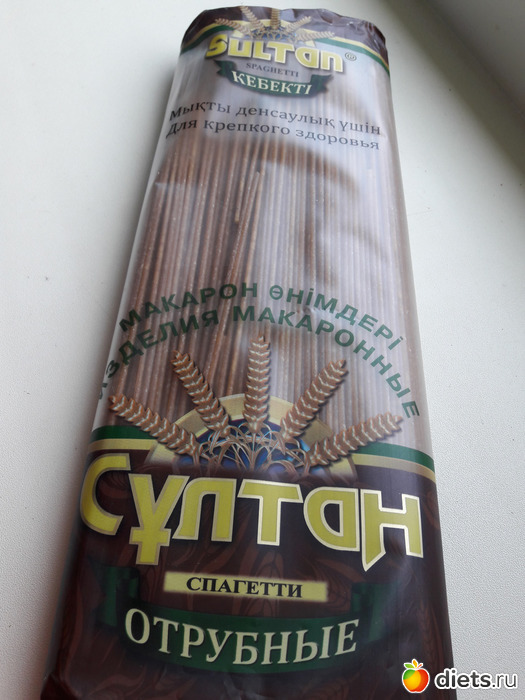 SULTAN®
SPAGHETTI
КЕБЕКТІ
Мықты денсаулық үшін
Для крепкого здоровья
МАКАРОН ӨНІМДЕРІ
ИЗДЕЛИЯ МАКАРОННЫЕ
СҰЛТАН
СПАГЕТТИ
ОТРУБНЫЕ
diets.ru